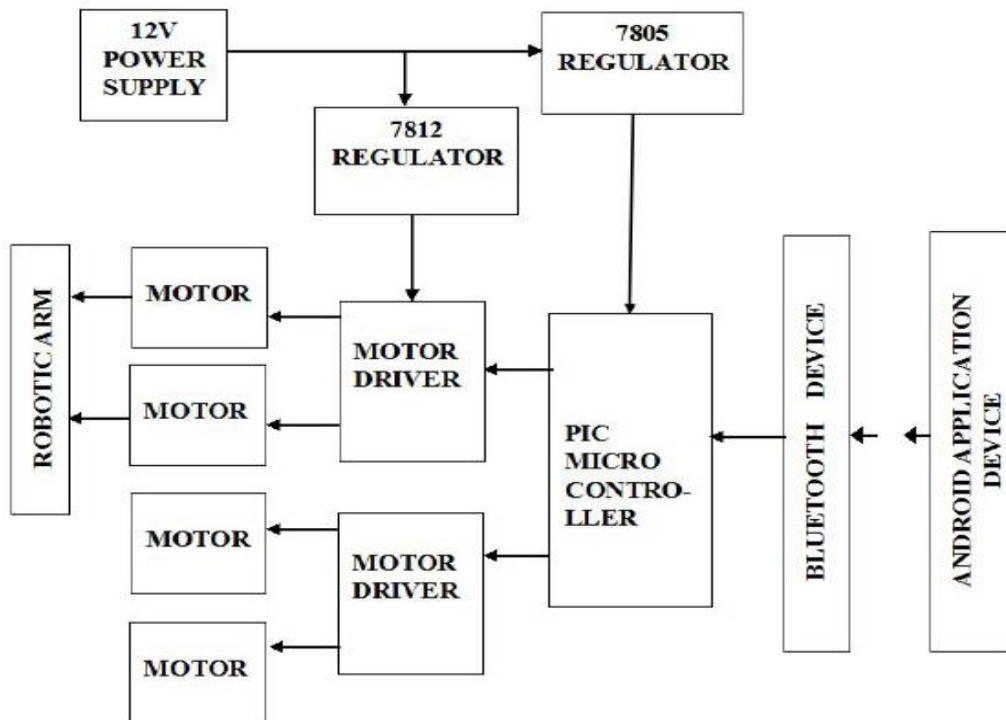 12V
POWER
SUPPLY
7805
REGULATOR
7812
REGULATOR
ROBOTIC ARM
MOTOR
MOTOR
MOTOR
MOTOR
MOTOR
DRIVER
MOTOR
DRIVER
PIC
MICRO
CONTRO-
LLER
BLUETOOTH DEVICE
ANDROID APPLICATION
DEVICE